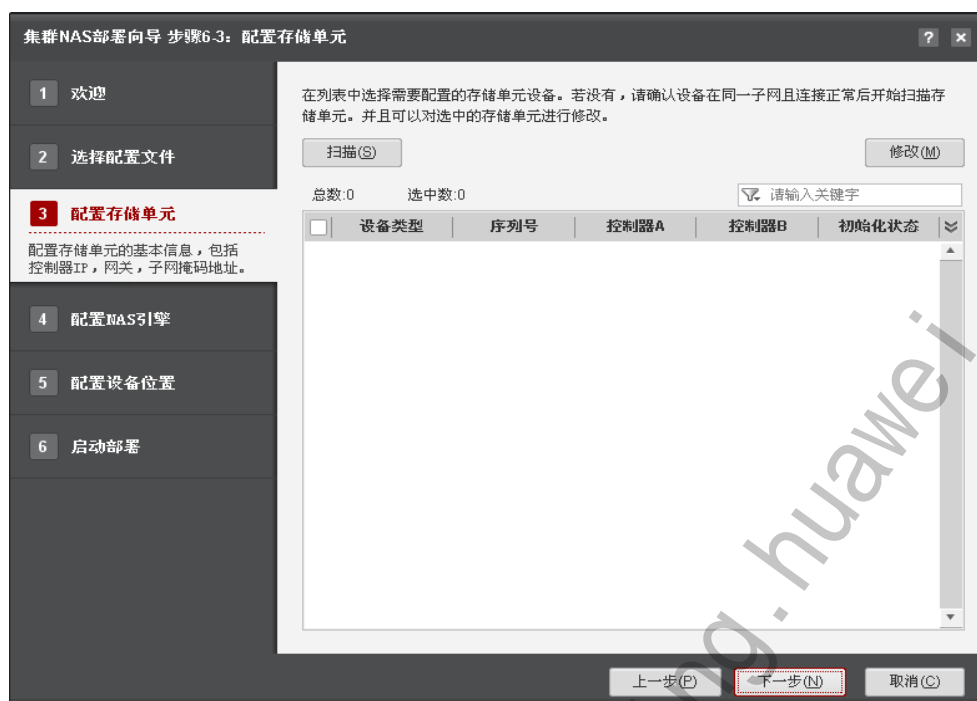 集群NAS部署向导 步骤6-3：配置存储单元
? ×
1 欢迎
2 选择配置文件
3 配置存储单元
配置存储单元的基本信息，包括
控制器IP，网关，子网掩码地址。
4 配置NAS引擎
5 配置设备位置
6 启动部署
在列表中选择需要配置的存储单元设备。若没有，请确认设备在同一子网且连接正常后开始扫描存
储单元。并且可以对选中的存储单元进行修改。
扫描(S) 修改(M)
总数:0 选中数:0 请输入关键字
设备类型 序列号 控制器A 控制器B 初始化状态
上一步(P) 下一步(N) 取消(C)
ng.huawei